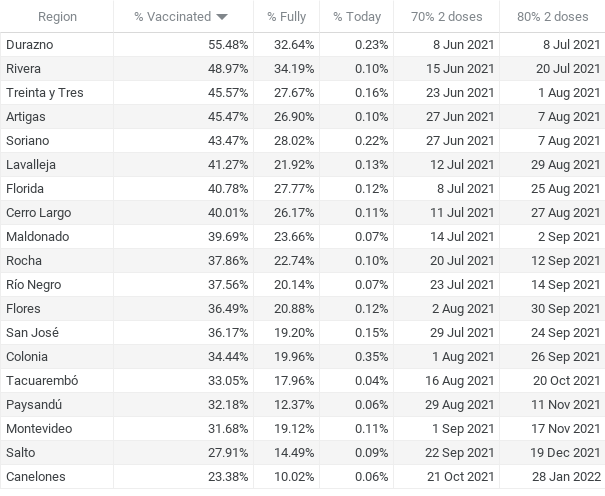 Region % Vaccinated % Fully % Today 70% 2 doses 80% 2 doses
Durazno 55.48% 32.64% 0.23% 8 Jun 2021 8 Jul 2021
Rivera 48.97% 34.19% 0.10% 15 Jun 2021 20 Jul 2021
Treinta y Tres 45.57% 27.67% 0.16% 23 Jun 2021 1 Aug 2021
Artigas 45.47% 26.90% 0.10% 27 Jun 2021 7 Aug 2021
Soriano 43.47% 28.02% 0.22% 27 Jun 2021 7 Aug 2021
Lavalleja 41.27% 21.92% 0.13% 12 Jul 2021 29 Aug 2021
Florida 40.78% 27.77% 0.12% 8 Jul 2021 25 Aug 2021
Cerro Largo 40.01% 26.17% 0.11% 11 Jul 2021 27 Aug 2021
Maldonado 39.69% 23.66% 0.07% 14 Jul 2021 2 Sep 2021
Rocha 37.86% 22.74% 0.10% 20 Jul 2021 12 Sep 2021
Río Negro 37.56% 20.14% 0.07% 23 Jul 2021 14 Sep 2021
Flores 36.49% 20.88% 0.12% 2 Aug 2021 30 Sep 2021
San José 36.17% 19.20% 0.15% 29 Jul 2021 24 Sep 2021
Colonia 34.44% 19.96% 0.35% 1 Aug 2021 26 Sep 2021
Tacuarembó 33.05% 17.96% 0.04% 16 Aug 2021 20 Oct 2021
Paysandú 32.18% 12.37% 0.06% 29 Aug 2021 11 Nov 2021
Montevideo 31.68% 19.12% 0.11% 1 Sep 2021 17 Nov 2021
Salto 27.91% 14.49% 0.09% 22 Sep 2021 19 Dec 2021
Canelones 23.38% 10.02% 0.06% 21 Oct 2021 28 Jan 2022